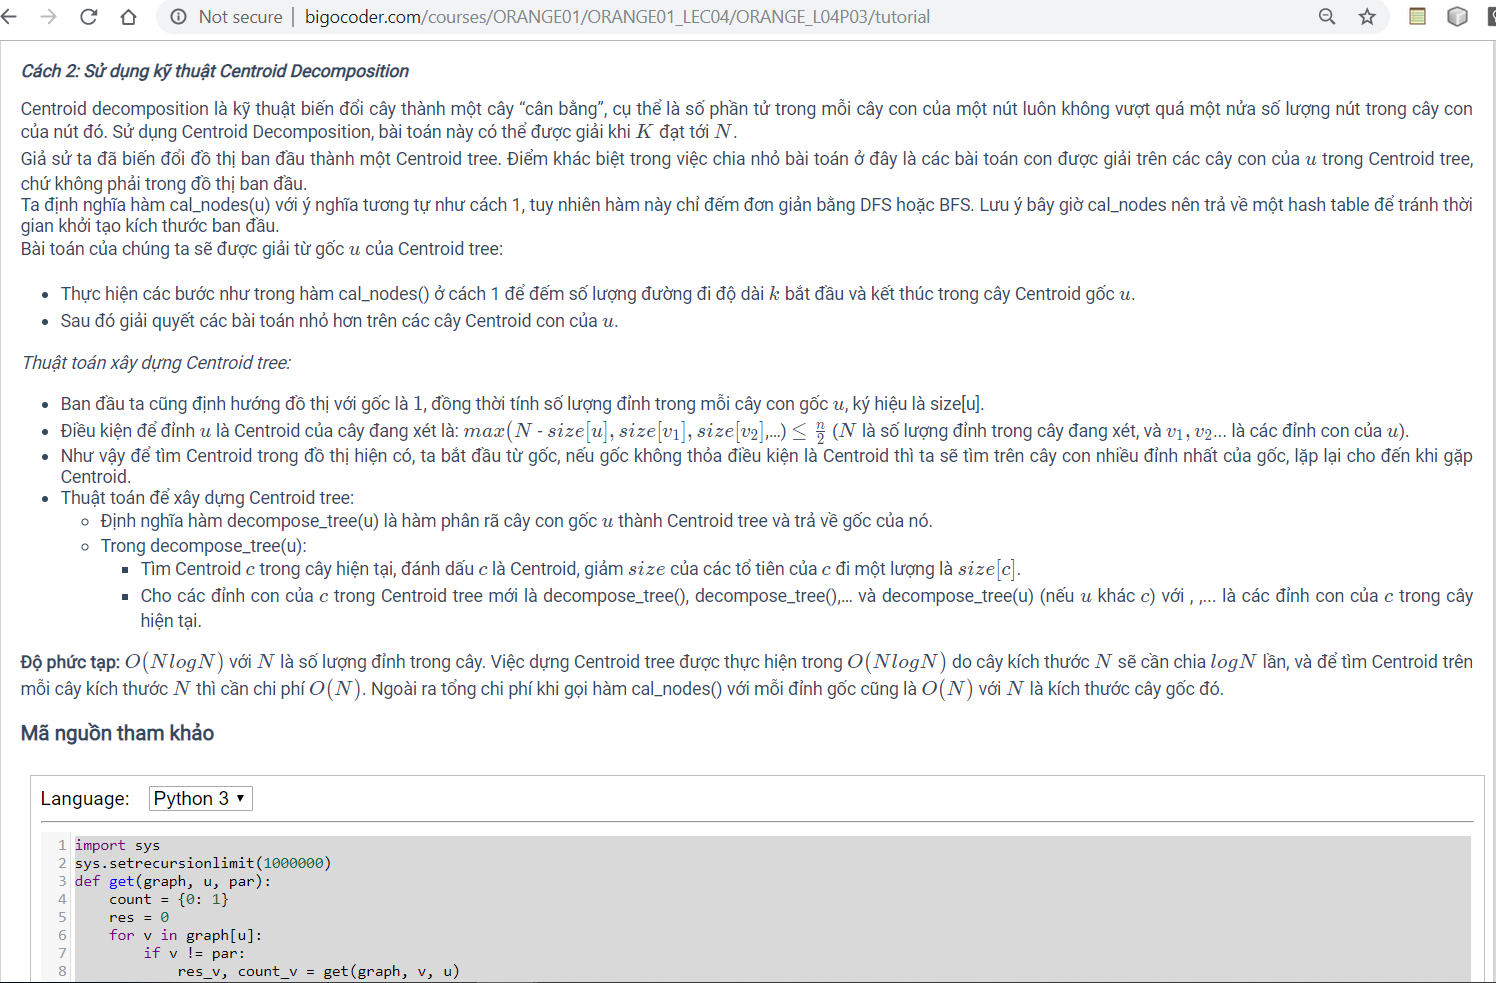 Not secure | bigocoder.com/courses/ORANGE01/ORANGE01_LEC04/ORANGE_L04P03/tutorial
Cách 2: Sử dụng kỹ thuật Centroid Decomposition
Centroid decomposition là kỹ thuật biến đổi cây thành một cây “cân bằng”, cụ thể là số phần tử trong mỗi cây con của một nút luôn không vượt quá một nửa số lượng nút trong cây con
của nút đó. Sử dụng Centroid Decomposition, bài toán này có thể được giải khi K đạt tới N.
Giả sử ta đã biến đổi đồ thị ban đầu thành một Centroid tree. Điểm khác biệt trong việc chia nhỏ bài toán ở đây là các bài toán con được giải trên các cây con của u trong Centroid tree,
chứ không phải trong đồ thị ban đầu.
Ta định nghĩa hàm cal_nodes(u) với ý nghĩa tương tự như cách 1, tuy nhiên hàm này chỉ đếm đơn giản bằng DFS hoặc BFS. Lưu ý bây giờ cal_nodes nên trả về một hash table để tránh thời
gian khởi tạo kích thước ban đầu.
Bài toán của chúng ta sẽ được giải từ gốc u của Centroid tree:
• Thực hiện các bước như trong hàm cal_nodes() ở cách 1 để đếm số lượng đường đi độ dài k bắt đầu và kết thúc trong cây Centroid gốc u.
• Sau đó giải quyết các bài toán nhỏ hơn trên các cây Centroid con của u.
Thuật toán xây dựng Centroid tree:
• Ban đầu ta cũng định hướng đồ thị với gốc là 1, đồng thời tính số lượng đỉnh trong mỗi cây con gốc u, ký hiệu là size[u].
• Điều kiện để đỉnh u là Centroid của cây đang xét là: max(N - size[u], size[v₁], size[v₂],...) ≤ n/2 (N là số lượng đỉnh trong cây đang xét, và v₁, v₂... là các đỉnh con của u).
• Như vậy để tìm Centroid trong đồ thị hiện có, ta bắt đầu từ gốc, nếu gốc không thỏa điều kiện là Centroid thì ta sẽ tìm trên cây con nhiều đỉnh nhất của gốc, lặp lại cho đến khi gặp
Centroid.
• Thuật toán để xây dựng Centroid tree:
◦ Định nghĩa hàm decompose_tree(u) là hàm phân rã cây con gốc u thành Centroid tree và trả về gốc của nó.
◦ Trong decompose_tree(u):
▪ Tìm Centroid c trong cây hiện tại, đánh dấu c là Centroid, giảm size của các tổ tiên của c đi một lượng là size[c].
▪ Cho các đỉnh con của c trong Centroid tree mới là decompose_tree(), decompose_tree(),... và decompose_tree(u) (nếu u khác c) với , ,... là các đỉnh con của c trong cây
hiện tại.
Độ phức tạp: O(NlogN) với N là số lượng đỉnh trong cây. Việc dựng Centroid tree được thực hiện trong O(NlogN) do cây kích thước N sẽ cần chia logN lần, và để tìm Centroid trên
mỗi cây kích thước N thì cần chi phí O(N). Ngoài ra tổng chi phí khi gọi hàm cal_nodes() với mỗi đỉnh gốc cũng là O(N) với N là kích thước cây gốc đó.
Mã nguồn tham khảo
Language: Python 3
1 import sys
2 sys.setrecursionlimit(1000000)
3 def get(graph, u, par):
4 count = {0: 1}
5 res = 0
6 for v in graph[u]:
7 if v != par:
8 res_v, count_v = get(graph, v, u)